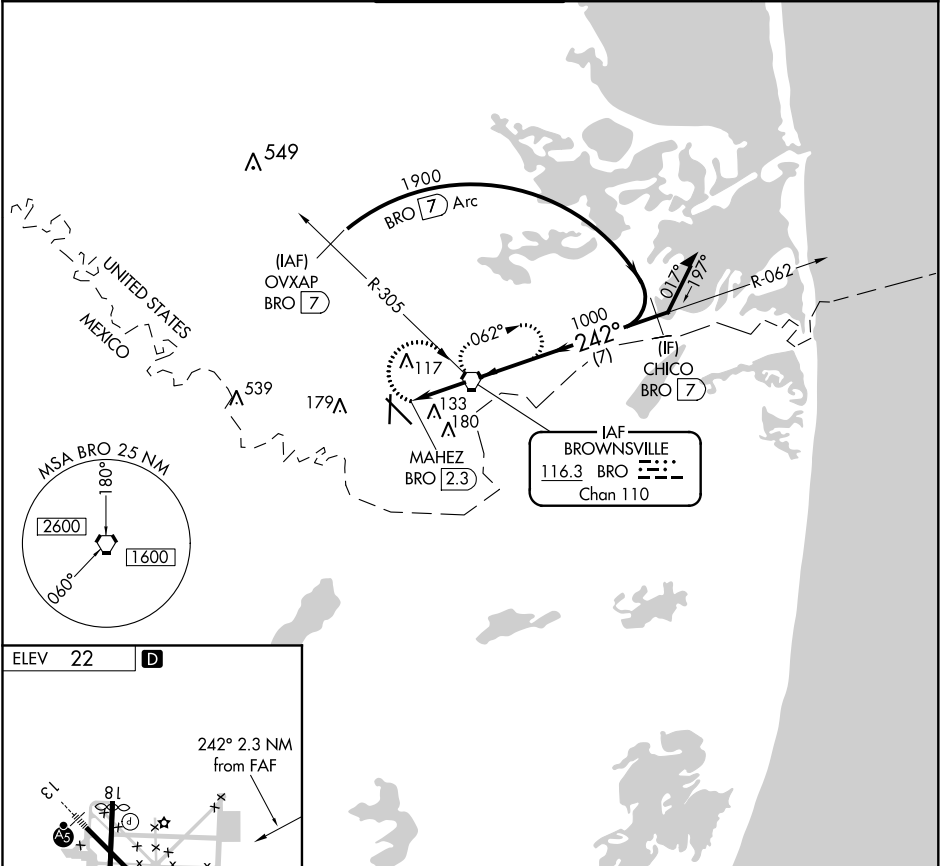 549
1900
BRO 7 Arc
UNITED STATES
MEXICO
(IAF)
OVXAP
BRO 7
R-305
017°
197°
R-062
062°
1000
242°
(7)
(IF)
CHICO
BRO 7
117
539
179
133
180
MAHEZ
BRO 2.3
IAF
BROWNSVILLE
116.3 BRO
Chan 110
MSA BRO 25 NM
180°
2600
1600
060°
ELEV 22 D
242° 2.3 NM
from FAF
13
18
P
A5